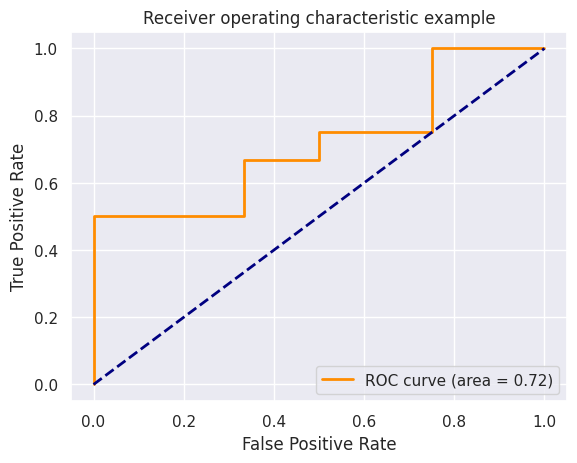 Receiver operating characteristic example
True Positive Rate
1.0
0.8
0.6
0.4
0.2
0.0
ROC curve (area = 0.72)
0.0 0.2 0.4 0.6 0.8 1.0
False Positive Rate